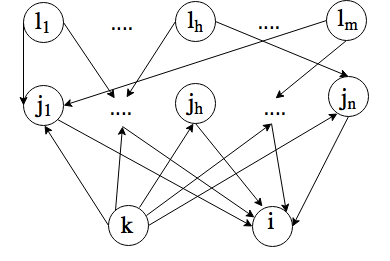 l1 .... lh .... lm
j1 .... jh .... jn
k i